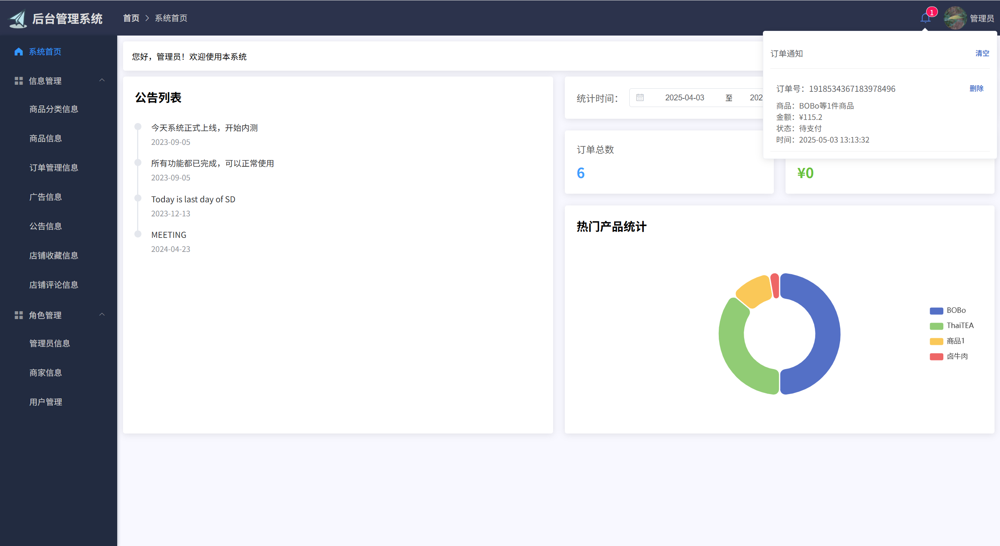 后台管理系统
首页 > 系统首页
1
管理员
系统首页
信息管理
商品分类信息
商品信息
订单管理信息
广告信息
公告信息
店铺收藏信息
店铺评论信息
角色管理
管理员信息
商家信息
用户管理
您好，管理员！欢迎使用本系统
公告列表
今天系统正式上线，开始内测
2023-09-05
所有功能都已完成，可以正常使用
2023-09-05
Today is last day of SD
2023-12-13
MEETING
2024-04-23
统计时间：
2025-04-03 至 202
订单通知 清空
订单号：1918534367183978496 删除
商品：BOBo等1件商品
金额：¥115.2
状态：待支付
时间：2025-05-03 13:13:32
订单总数
6
¥0
热门产品统计
BOBo
ThaiTEA
商品1
卤牛肉